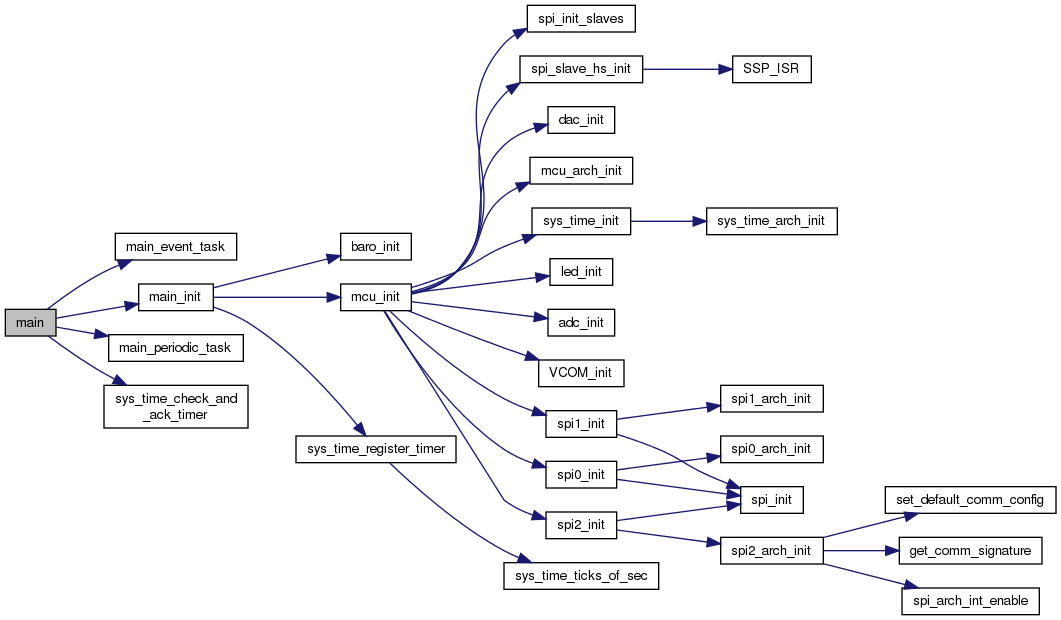 spi_init_slaves
spi_slave_hs_init
SSP_ISR
dac_init
mcu_arch_init
sys_time_init
sys_time_arch_init
main_event_task
baro_init
led_init
main_init
mcu_init
main
adc_init
main_periodic_task
VCOM_init
sys_time_check_and
_ack_timer
spi1_arch_init
spi1_init
sys_time_register_timer
spi0_arch_init
spi0_init
spi_init
set_default_comm_config
spi2_init
spi2_arch_init
get_comm_signature
sys_time_ticks_of_sec
spi_arch_int_enable